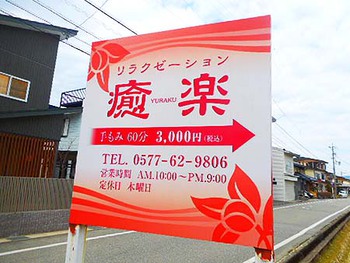 リラクゼーション
癒楽
YURAKU
手もみ 60分 3,000円(税込)
TEL. 0577-62-9806
営業時間 AM.10:00〜PM.9:00
定休日 木曜日